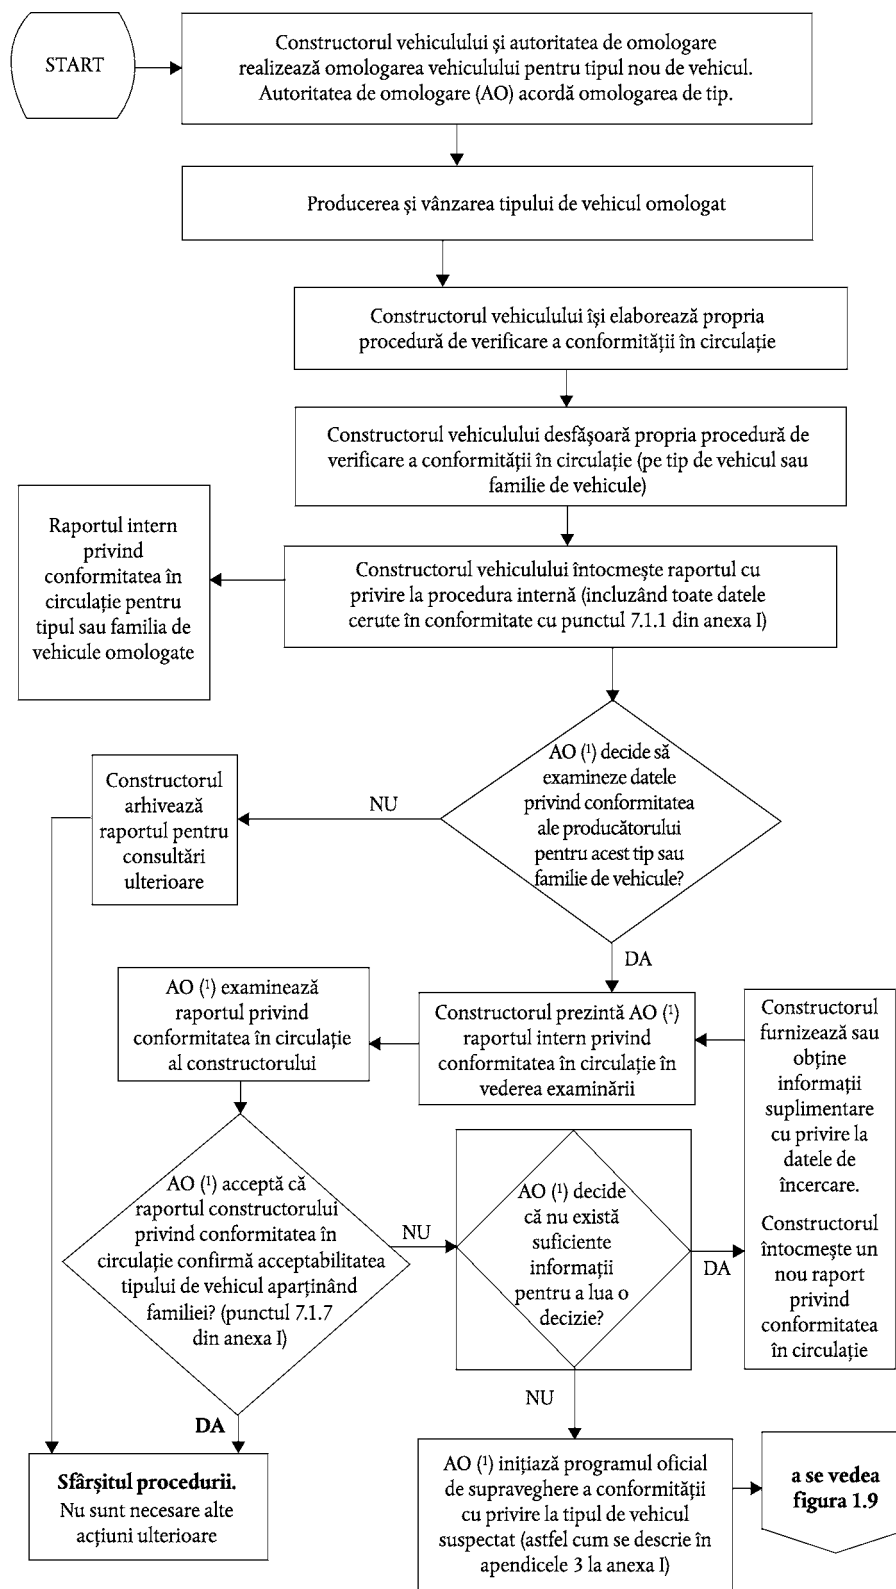 START
Constructorul vehiculului și autoritatea de omologare
realizează omologarea vehiculului pentru tipul nou de vehicul.
Autoritatea de omologare (AO) acordă omologarea de tip.
Producerea și vânzarea tipului de vehicul omologat
Constructorul vehiculului își elaborează propria
procedură de verificare a conformității în circulație
Constructorul vehiculului desfășoară propria procedură de
verificare a conformității în circulație (pe tip de vehicul sau
familie de vehicule)
Raportul intern
privind
conformitatea în
circulație pentru
tipul sau familia de
vehicule omologate
Constructorul vehiculului întocmește raportul cu
privire la procedura internă (incluzând toate datele
cerute în conformitate cu punctul 7.1.1 din anexa I)
AO (¹) decide să
examineze datele
privind conformitatea
ale producătorului
pentru acest tip sau
familie de vehicule?
NU
Constructorul
arhivează
raportul pentru
consultări
ulterioare
DA
AO (¹) examinează
raportul privind
conformitatea în circulație
al constructorului
Constructorul prezintă AO (¹)
raportul intern privind
conformitatea în circulație în
vederea examinării
Constructorul
furnizează sau
obține
informații
suplimentare
cu privire la
datele de
încercare.
Constructorul
întocmește un
nou raport
privind
conformitatea
în circulație
AO (¹) acceptă că
raportul constructorului
privind conformitatea în
circulație confirmă acceptabilitatea
tipului de vehicul aparținând
familiei? (punctul 7.1.7
din anexa I)
NU
AO (¹) decide
că nu există
suficiente
informații
pentru a lua o
decizie?
DA
NU
DA
Sfârșitul procedurii.
Nu sunt necesare alte
acțiuni ulterioare
AO (¹) inițiază programul oficial
de supraveghere a conformității
cu privire la tipul de vehicul
suspectat (astfel cum se descrie în
apendicele 3 la anexa I)
a se vedea
figura 1.9